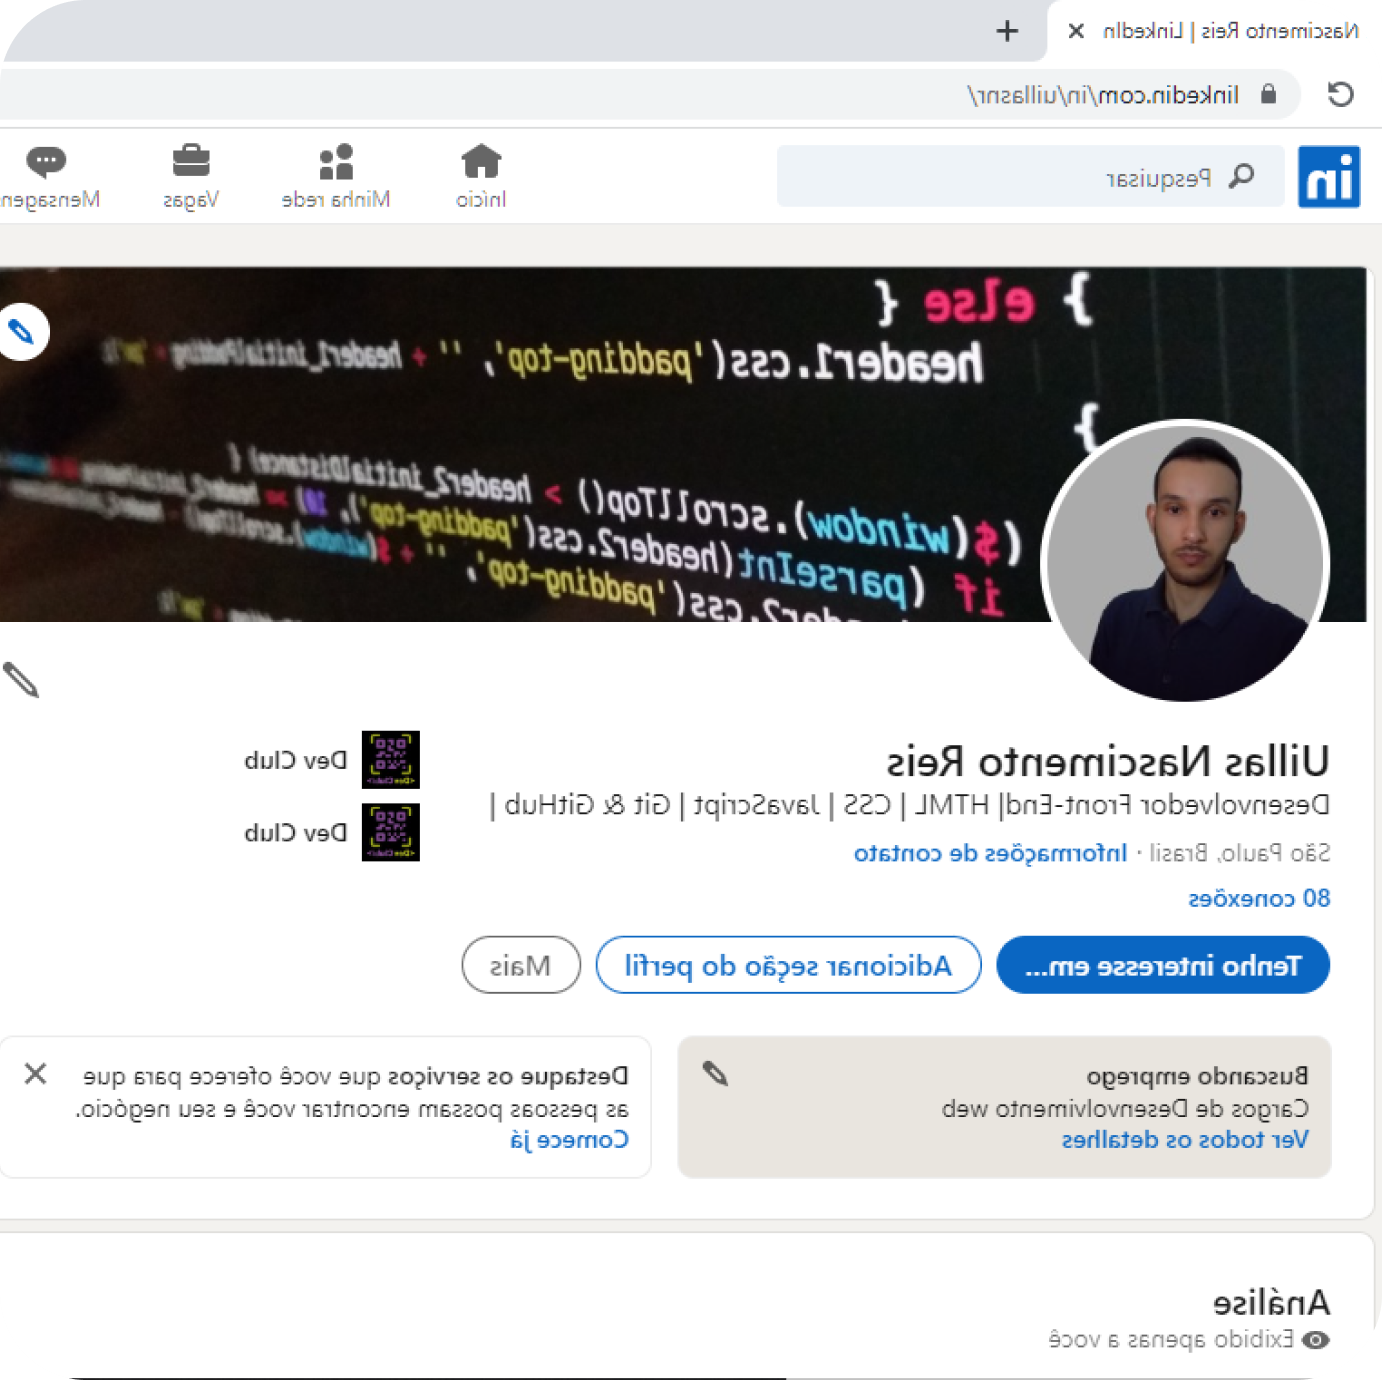 Nascimento Reis | LinkedIn
linkedin.com/in/uillasnr/
in
Pesquisar
Início
Minha rede
Vagas
Mensagen
} else {
header1.css('padding-top', '' + header1_initialPadding + 'px');
}
($(window).scrollTop() > header2_initialDistance) {
if (parseInt(header2.css('padding-top'), 10)
header2.css('padding-top', '' + $(window).scrollTop()
Uillas Nascimento Reis
Desenvolvedor Front-End| HTML | CSS | JavaScript | Git & GitHub |
São Paulo, Brasil · Informações de contato
80 conexões
Dev Club
Dev Club
Tenho interesse em...
Adicionar seção do perfil
Mais
Buscando emprego
Cargos de Desenvolvimento web
Ver todos os detalhes
Destaque os serviços que você oferece para que
as pessoas possam encontrar você e seu negócio.
Comece já
Análise
Exibido apenas a você